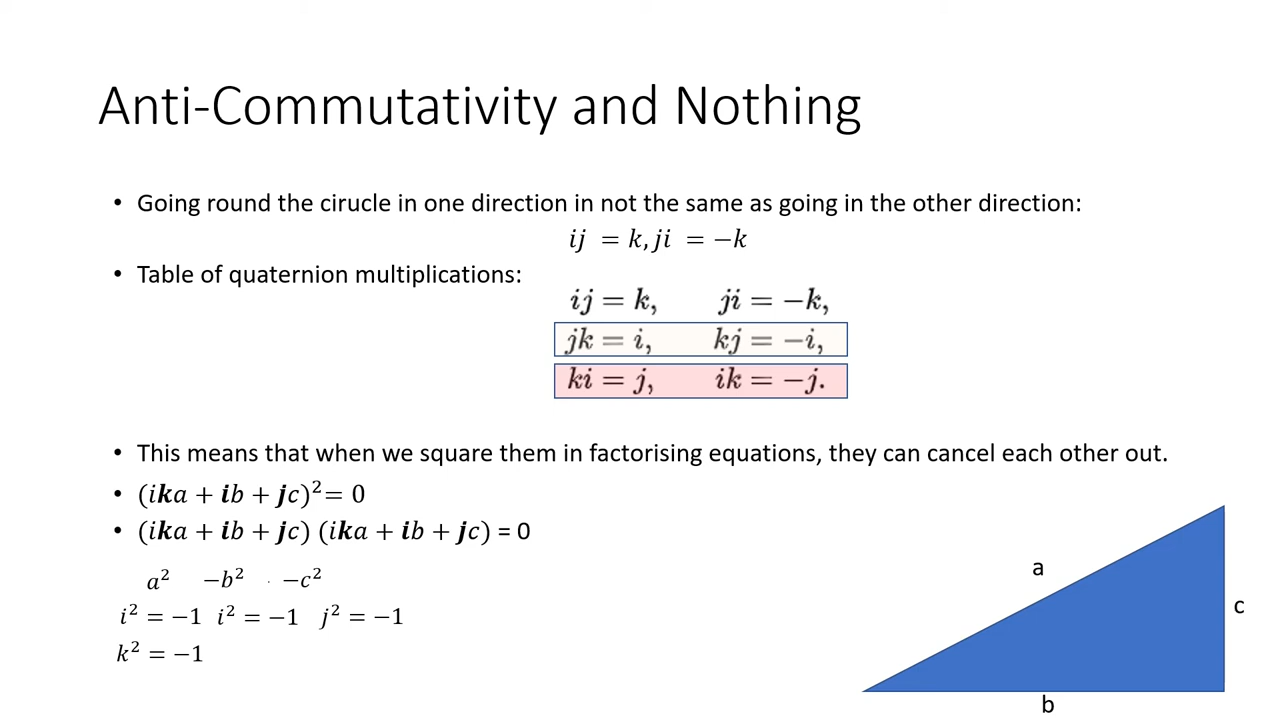 Anti-Commutativity and Nothing
• Going round the cirucle in one direction in not the same as going in the other direction:
ij = k, ji = −k
• Table of quaternion multiplications:
ij = k, ji = −k,
jk = i, kj = −i,
ki = j, ik = −j.
• This means that when we square them in factorising equations, they can cancel each other out.
• (ika + ib + jc)²= 0
• (ika + ib + jc) (ika + ib + jc) = 0
a² −b² −c²
i² = −1 i² = −1 j² = −1
k² = −1
a
c
b